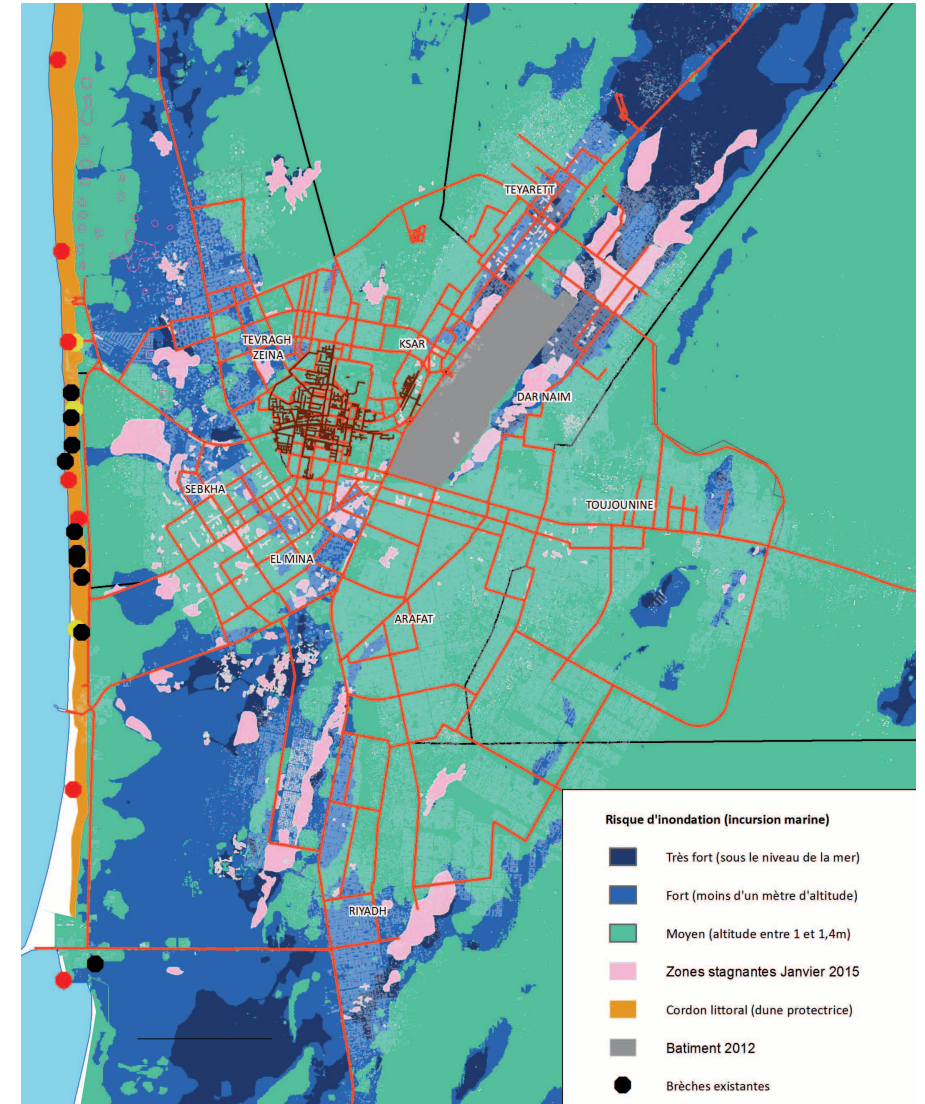 TEYARETT
TEVRAGH
ZEINA
KSAR
DAR NAIM
SEBKHA
TOUJOUNINE
EL MINA
ARAFAT
RIYADH
Risque d'inondation (incursion marine)
Très fort (sous le niveau de la mer)
Fort (moins d'un mètre d'altitude)
Moyen (altitude entre 1 et 1,4m)
Zones stagnantes Janvier 2015
Cordon littoral (dune protectrice)
Batiment 2012
Brèches existantes